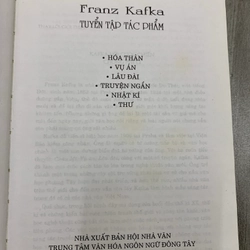 Franz Kafka
TUYỂN TẬP TÁC PHẨM
• HÓA THÂN
• VỤ ÁN
• LÂU ĐÀI
• TRUYỆN NGẮN
• NHẬT KÍ
• THƯ
NHÀ XUẤT BẢN HỘI NHÀ VĂN
TRUNG TÂM VĂN HÓA NGÔN NGỮ ĐÔNG TÂY